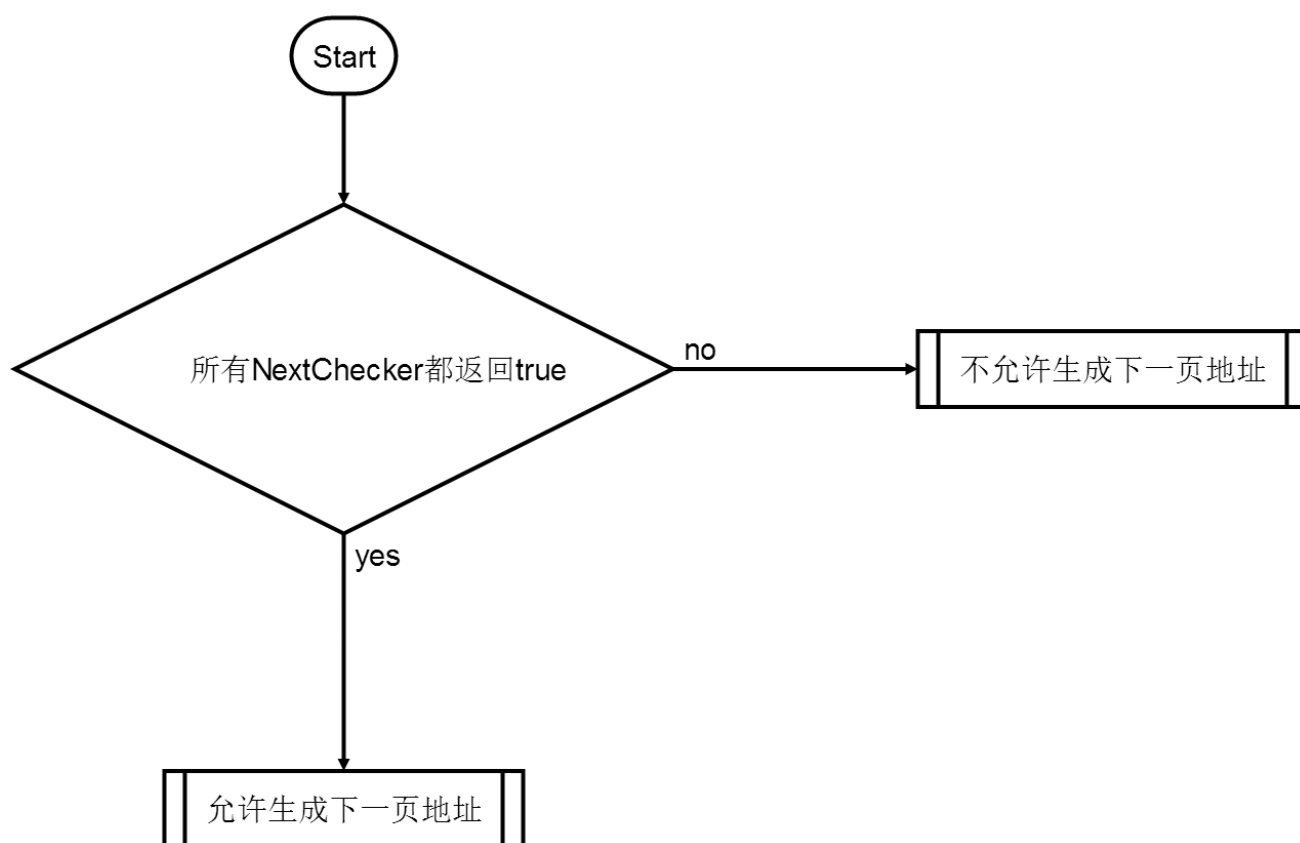 Start
所有NextChecker都返回true
no
不允许生成下一页地址
yes
允许生成下一页地址